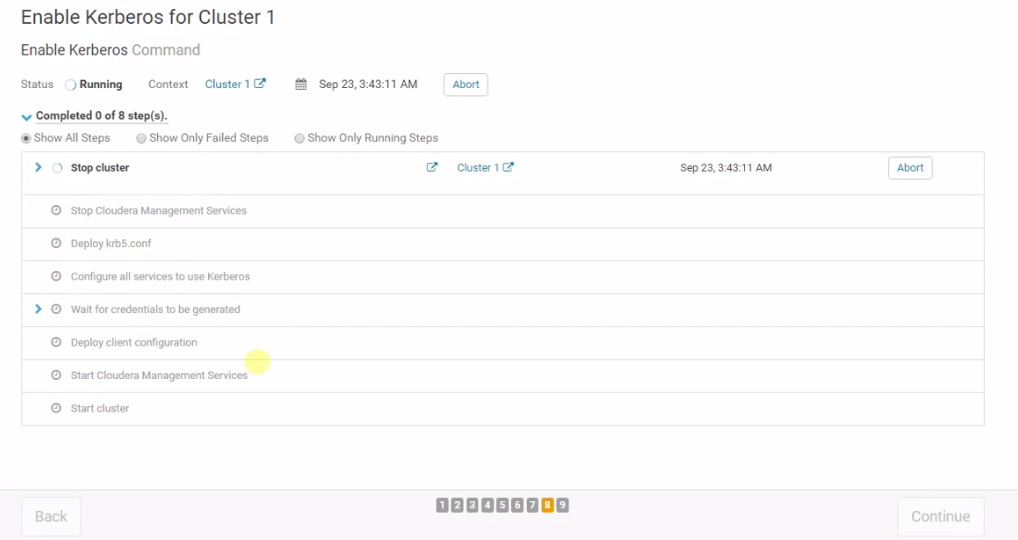 Enable Kerberos for Cluster 1
Enable Kerberos Command
Status Running Context Cluster 1 Sep 23, 3:43:11 AM Abort
Completed 0 of 8 step(s).
Show All Steps Show Only Failed Steps Show Only Running Steps
Stop cluster Cluster 1 Sep 23, 3:43:11 AM Abort
Stop Cloudera Management Services
Deploy krb5.conf
Configure all services to use Kerberos
Wait for credentials to be generated
Deploy client configuration
Start Cloudera Management Services
Start cluster
Back 1 2 3 4 5 6 7 8 9 Continue